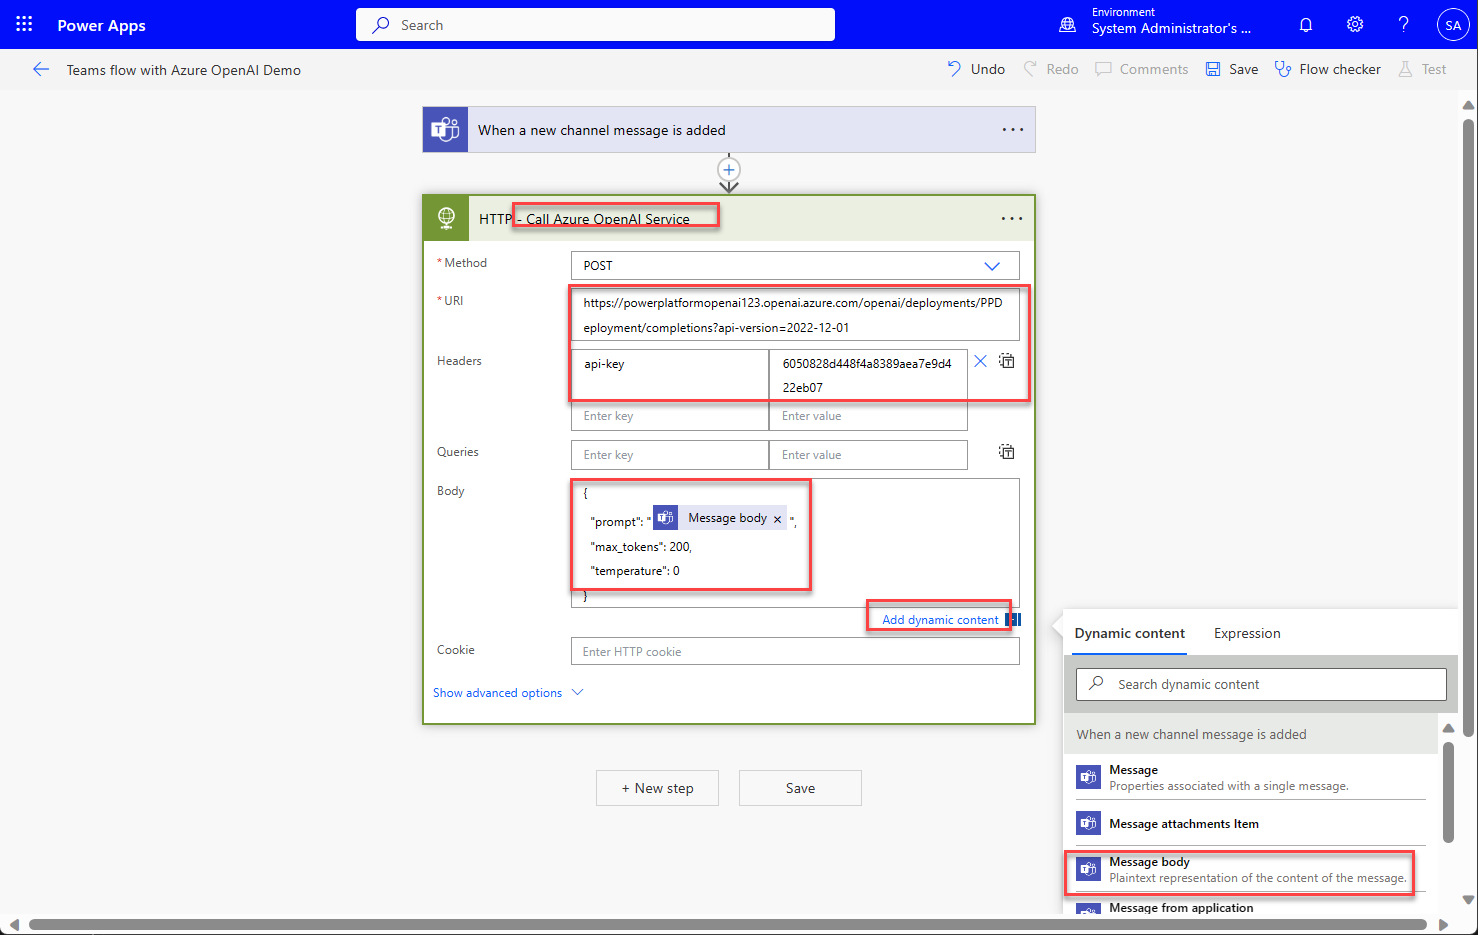 Power Apps
Search
Environment
System Administrator's ...
SA
Teams flow with Azure OpenAI Demo
Undo
Redo
Comments
Save
Flow checker
Test
When a new channel message is added
HTTP - Call Azure OpenAI Service
* Method
POST
* URI
https://powerplatformopenai123.openai.azure.com/openai/deployments/PPD
eployment/completions?api-version=2022-12-01
Headers
api-key
6050828d448f4a8389aea7e9d4
22eb07
Enter key
Enter value
Queries
Enter key
Enter value
Body
{
"prompt": " Message body × ",
"max_tokens": 200,
"temperature": 0
}
Add dynamic content
Cookie
Enter HTTP cookie
Show advanced options
+ New step
Save
Dynamic content
Expression
Search dynamic content
When a new channel message is added
Message
Properties associated with a single message.
Message attachments Item
Message body
Plaintext representation of the content of the message.
Message from application